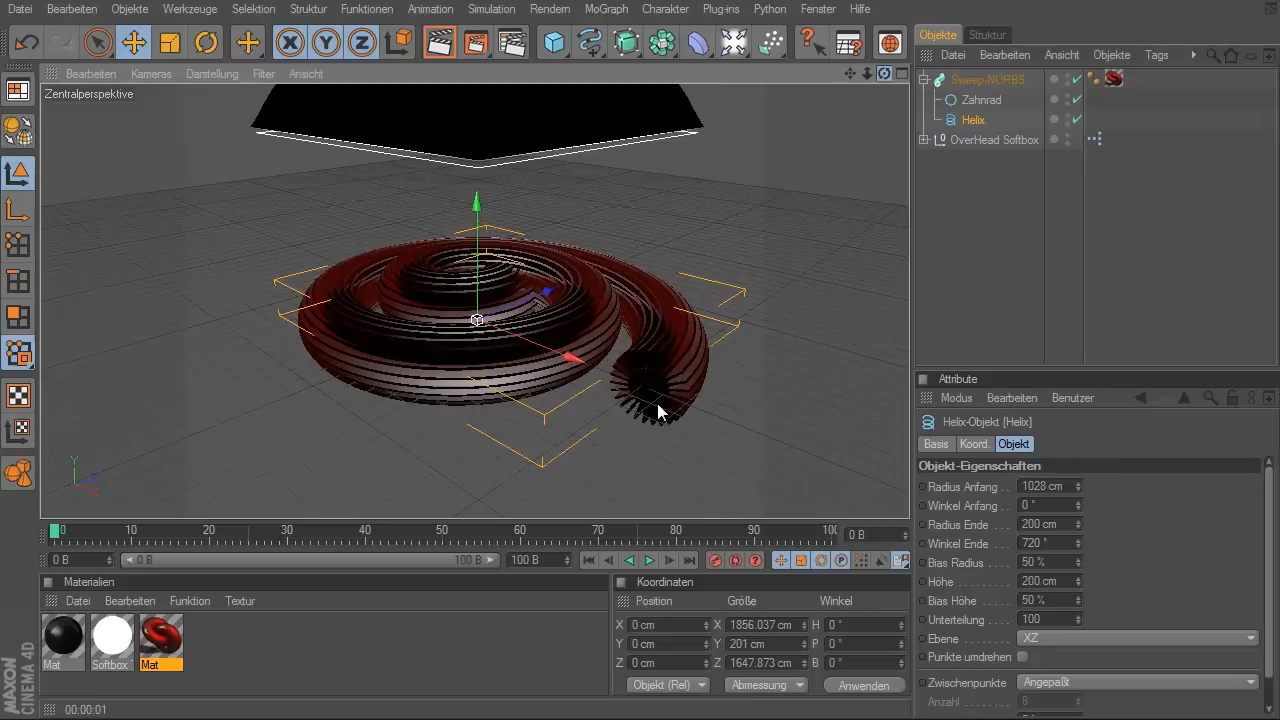 Datei Bearbeiten Objekte Werkzeuge Selektion Struktur Funktionen Animation Simulation Rendern MoGraph Charakter Plug-ins Python Fenster Hilfe
Objekte Struktur
Bearbeiten Kameras Darstellung Filter Ansicht
Datei Bearbeiten Ansicht Objekte Tags
Zentralperspektive
Sweep-NURBS
Zahnrad
Helix
OverHead Softbox
Attribute
Modus Bearbeiten Benutzer
Helix-Objekt [Helix]
Basis Koord. Objekt
Objekt-Eigenschaften
Radius Anfang 1028 cm
Winkel Anfang 0 °
Radius Ende 200 cm
Winkel Ende 720 °
Bias Radius 50 %
Höhe 200 cm
Bias Höhe 50 %
Unterteilung 100
Ebene XZ
Punkte umdrehen
Zwischenpunkte Angepaßt
Anzahl 8
Y
0 10 20 30 40 50 60 70 80 90 100 0 B
0 B 0 B 100 B 100 B
Materialien
Datei Bearbeiten Funktion Textur
Mat Softbox Mat
Koordinaten
Position Größe Winkel
X 0 cm X 1856.037 cm H 0 °
Y 0 cm Y 201 cm P 0 °
Z 0 cm Z 1647.873 cm B 0 °
Objekt (Rel) Abmessung Anwenden
MAXON
CINEMA 4D
00:00:01